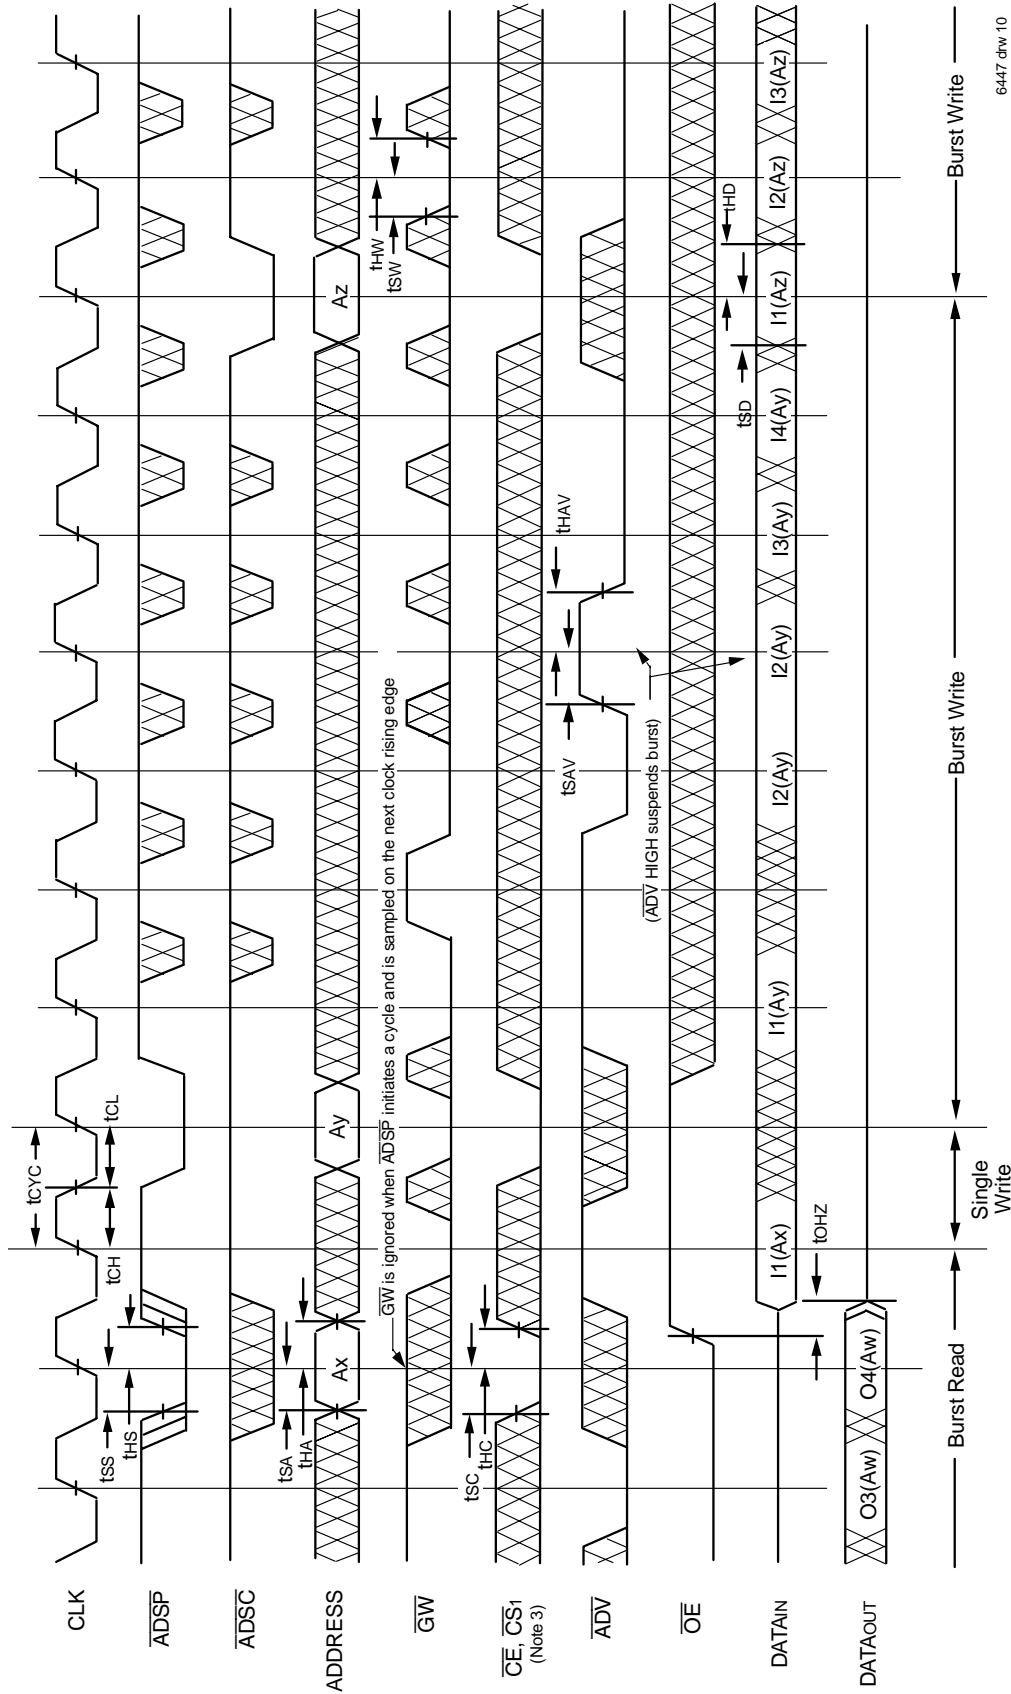 CLK
tCYC
tCH
tCL
ADSP
tSS
tHS
ADSC
ADDRESS
Ax
Ay
Az
tSA
tHA
GW
GW is ignored when ADSP initiates a cycle and is sampled on the next clock rising edge
tHW
tSW
CE, CS1
(Note 3)
tSC
tHC
ADV
tSAV
tHAV
(ADV HIGH suspends burst)
OE
DATAIN
I1(Ax)
I1(Ay)
I2(Ay)
I2(Ay)
I3(Ay)
I4(Ay)
I1(Az)
I2(Az)
I3(Az)
tSD
tHD
tOHZ
DATAOUT
O3(Aw)
O4(Aw)
Burst Read
Single
Write
Burst Write
Burst Write
6447 drw 10